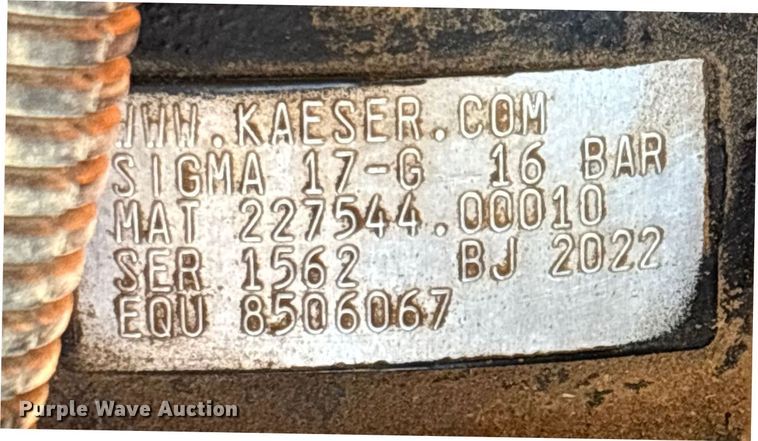 WWW.KAESER.COM
SIGMA 17-G 16 BAR
MAT 227544.00010
SER 1562 BJ 2022
EQU 8506067
Purple Wave Auction